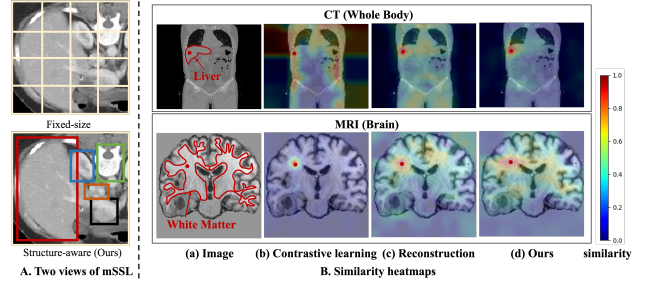 Fixed-size
Structure-aware (Ours)
A. Two views of mSSL
CT (Whole Body)
Liver
MRI (Brain)
White Matter
(a) Image
(b) Contrastive learning
(c) Reconstruction
(d) Ours
B. Similarity heatmaps
1.0
0.8
0.6
0.4
0.2
0.0
similarity